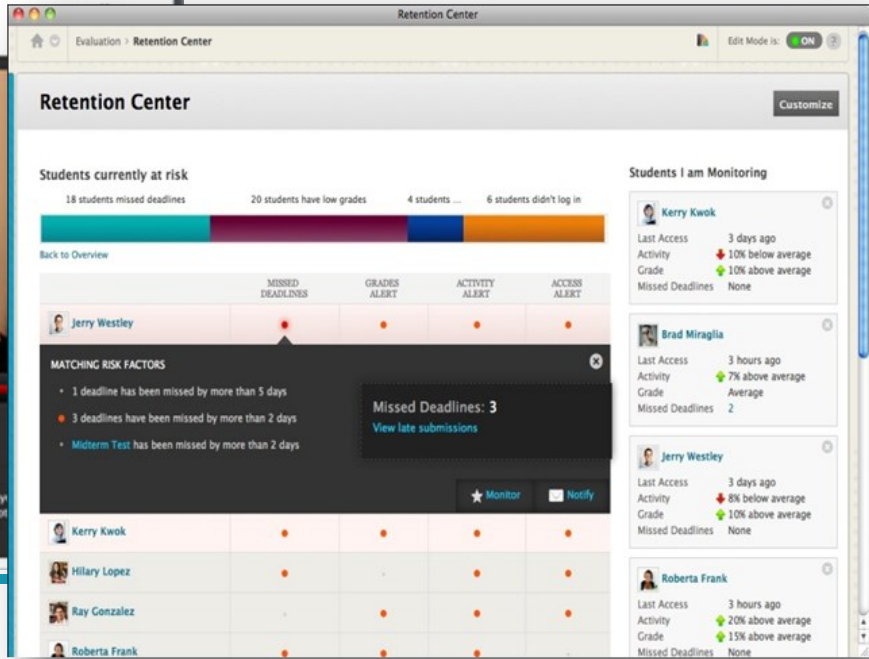 Retention Center
Evaluation > Retention Center
Edit Mode is: ON
Retention Center
Customize
Students currently at risk
18 students missed deadlines 20 students have low grades 4 students ... 6 students didn't log in
Back to Overview
MISSED DEADLINES GRADES ALERT ACTIVITY ALERT ACCESS ALERT
Jerry Westley
MATCHING RISK FACTORS
1 deadline has been missed by more than 5 days
3 deadlines have been missed by more than 2 days
Midterm Test has been missed by more than 2 days
Missed Deadlines: 3
View late submissions
Monitor Notify
Kerry Kwok
Hilary Lopez
Ray Gonzalez
Roberta Frank
Students I am Monitoring
Kerry Kwok
Last Access 3 days ago
Activity 10% below average
Grade 10% above average
Missed Deadlines None
Brad Miraglia
Last Access 3 hours ago
Activity 7% above average
Grade Average
Missed Deadlines 2
Jerry Westley
Last Access 3 days ago
Activity 8% below average
Grade 10% above average
Missed Deadlines None
Roberta Frank
Last Access 3 hours ago
Activity 20% above average
Grade 15% above average
Missed Deadlines None